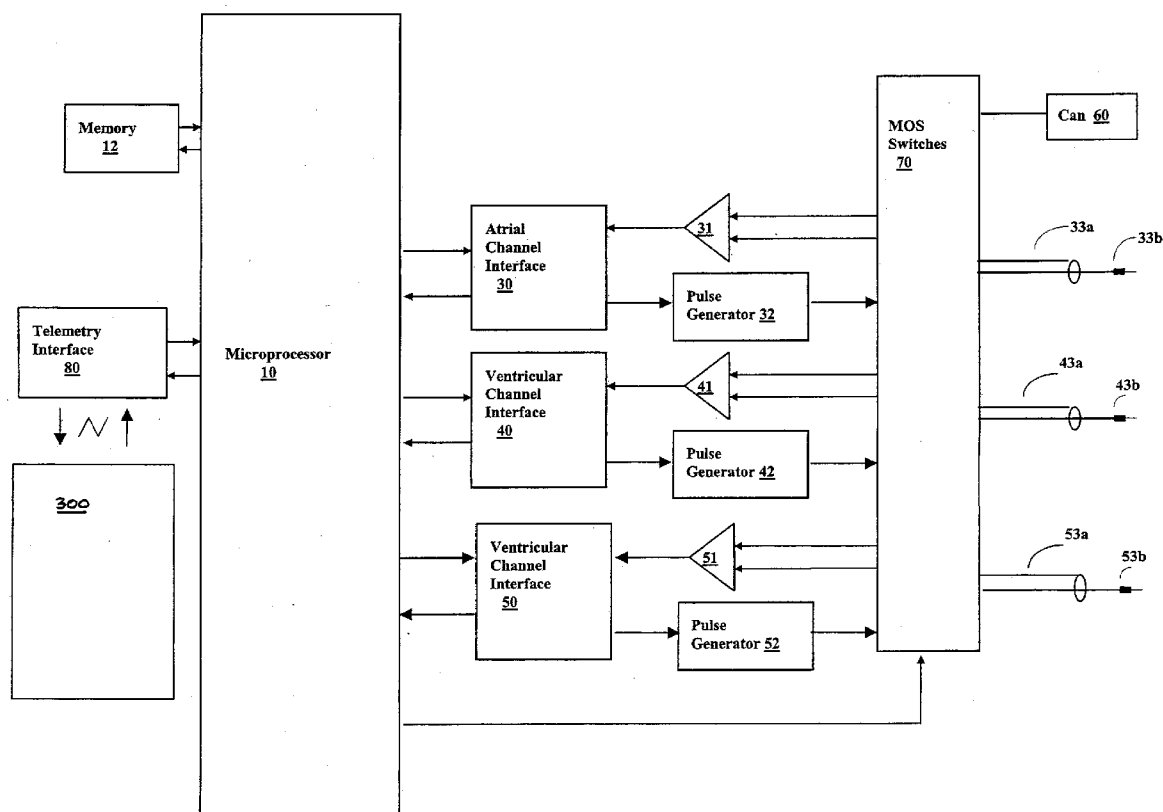 Memory
12
Telemetry
Interface
80
300
Microprocessor
10
Atrial
Channel
Interface
30
31
Pulse
Generator 32
Ventricular
Channel
Interface
40
41
Pulse
Generator 42
Ventricular
Channel
Interface
50
51
Pulse
Generator 52
MOS
Switches
70
Can 60
33a
33b
43a
43b
53a
53b